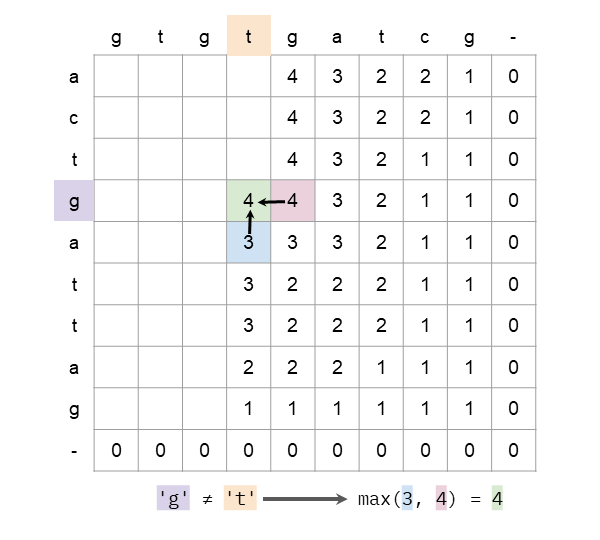 g t g t g a t c g -
a 4 3 2 2 1 0
c 4 3 2 2 1 0
t 4 3 2 1 1 0
g 4 4 3 2 1 1 0
a 3 3 3 2 1 1 0
t 3 2 2 2 1 1 0
t 3 2 2 2 1 1 0
a 2 2 2 1 1 1 0
g 1 1 1 1 1 1 0
- 0 0 0 0 0 0 0 0 0 0
'g' ≠ 't' max(3, 4) = 4